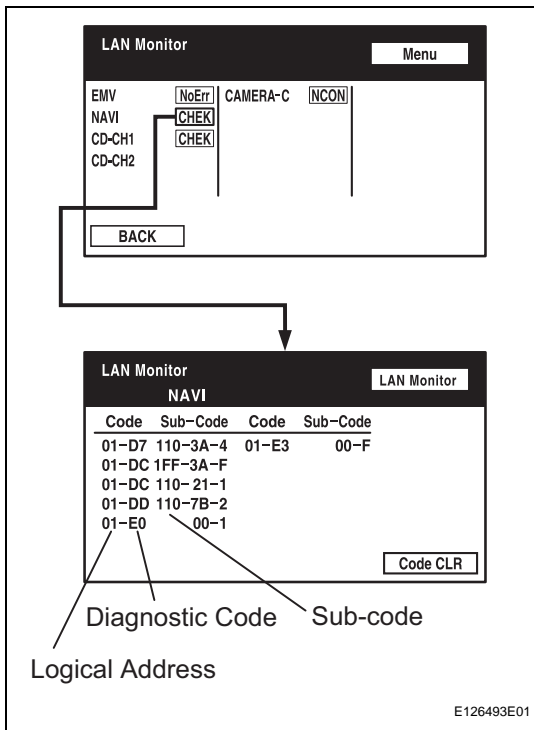 LAN Monitor
Menu
EMV NoErr CAMERA-C NCON
NAVI CHEK
CD-CH1 CHEK
CD-CH2
BACK
LAN Monitor
NAVI
LAN Monitor
Code Sub-Code Code Sub-Code
01-D7 110-3A-4 01-E3 00-F
01-DC 1FF-3A-F
01-DC 110-21-1
01-DD 110-7B-2
01-E0 00-1
Code CLR
Diagnostic Code Sub-code
Logical Address
E126493E01